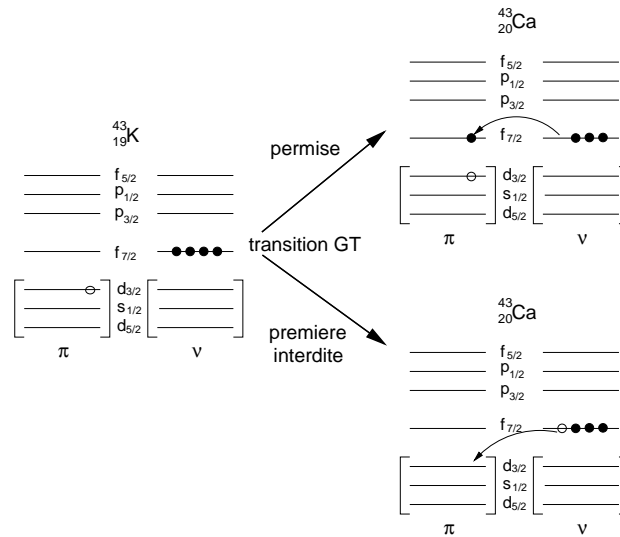 43
19K
f5/2
p1/2
p3/2
f7/2
d3/2
s1/2
d5/2
π ν
permise
transition GT
premiere
interdite
43
20Ca
f5/2
p1/2
p3/2
f7/2
d3/2
s1/2
d5/2
π ν
43
20Ca
f5/2
p1/2
p3/2
f7/2
d3/2
s1/2
d5/2
π ν